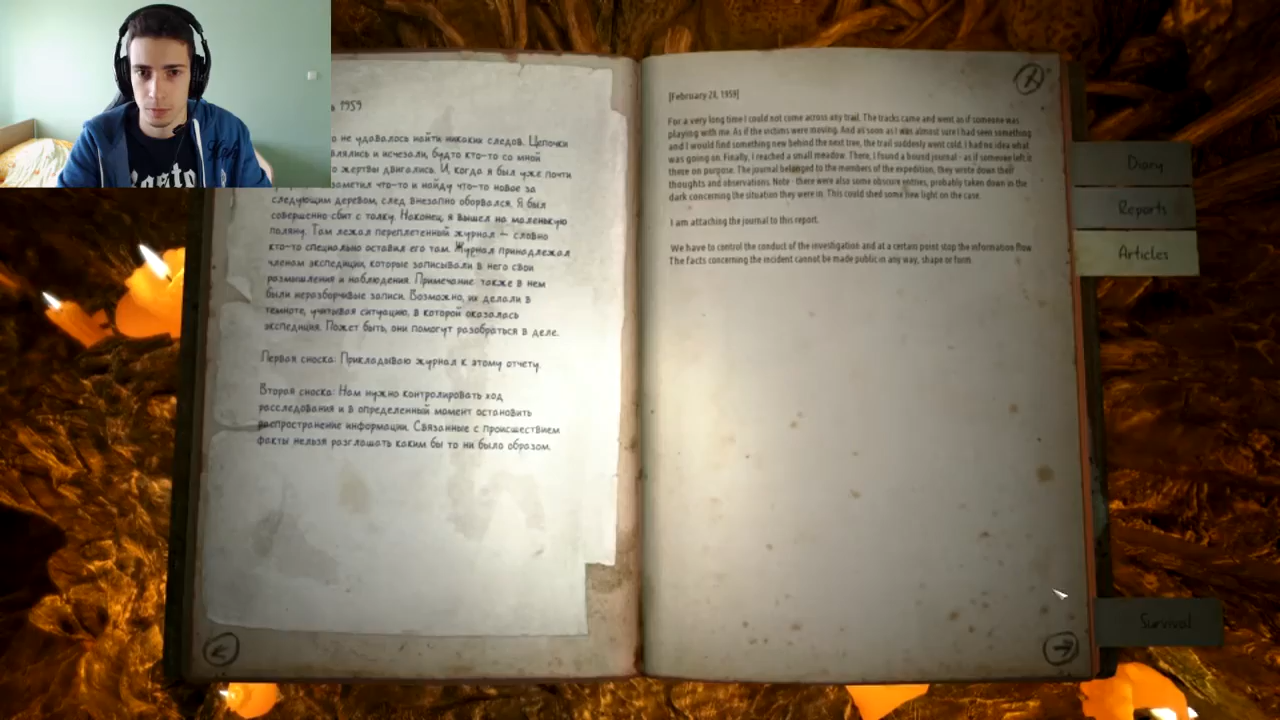 1959
не удавалось найти никаких следов. Цепочки
влялись и исчезали, будто кто-то со мной
жертвы двигались. И, когда я был уже почти
заметил что-то и найду что-то новое за
следующим деревом, след внезапно оборвался. Я был
совершенно сбит с толку. Наконец, я вышел на маленькую
поляну. Там лежал переплетенный журнал – словно
кто-то специально оставил его там. Журнал принадлежал
членам экспедиции, которые записывали в него свои
размышления и наблюдения. Примечание: также в нем
были неразборчивые записи. Возможно, их делали в
темноте, учитывая ситуацию, в которой оказалась
экспедиция. Может быть, они помогут разобраться в деле.
Первая сноска: Прикладываю журнал к этому отчету.
Вторая сноска: Нам нужно контролировать ход
расследования и в определенный момент остановить
распространение информации. Связанные с происшествием
факты нельзя разглашать каким бы то ни было образом.
[February 28, 1959]
For a very long time I could not come across any trail. The tracks came and went as if someone was
playing with me. As if the victims were moving. And as soon as I was almost sure I had seen something
and I would find something new behind the next tree, the trail suddenly went cold. I had no idea what
was going on. Finally, I reached a small meadow. There, I found a bound journal - as if someone left it
there on purpose. The journal belonged to the members of the expedition, they wrote down their
thoughts and observations. Note - there were also some obscure entries, probably taken down in the
dark concerning the situation they were in. This could shed some new light on the case.
I am attaching the journal to this report.
We have to control the conduct of the investigation and at a certain point stop the information flow.
The facts concerning the incident cannot be made public in any way, shape or form.
Diary
Reports
Articles
Survival